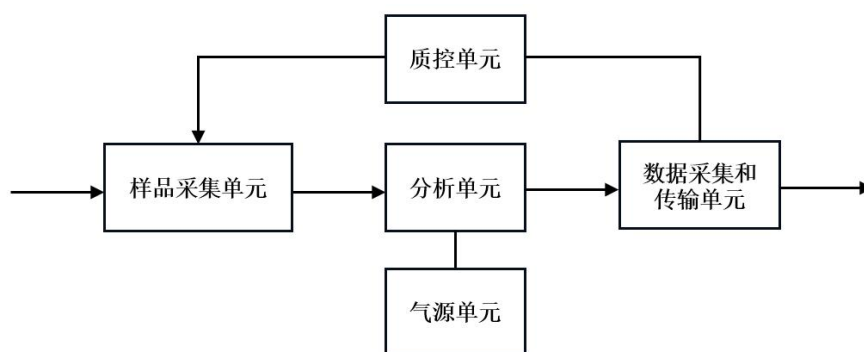 质控单元
样品采集单元
分析单元
数据采集和
传输单元
气源单元